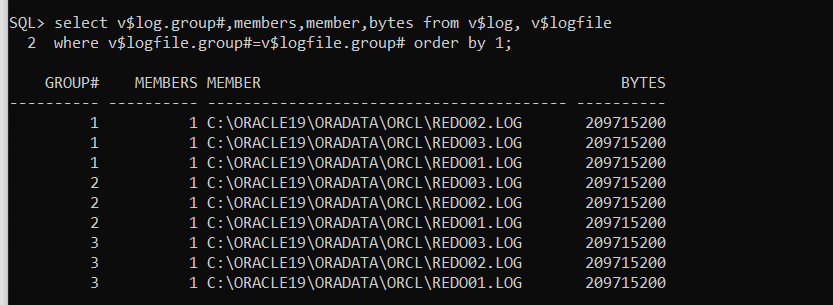 SQL> select v$log.group#,members,member,bytes from v$log, v$logfile
  2  where v$logfile.group#=v$logfile.group# order by 1;

    GROUP#    MEMBERS MEMBER                                        BYTES
---------- ---------- ---------------------------------------- ----------
         1          1 C:\ORACLE19\ORADATA\ORCL\REDO02.LOG       209715200
         1          1 C:\ORACLE19\ORADATA\ORCL\REDO03.LOG       209715200
         1          1 C:\ORACLE19\ORADATA\ORCL\REDO01.LOG       209715200
         2          1 C:\ORACLE19\ORADATA\ORCL\REDO03.LOG       209715200
         2          1 C:\ORACLE19\ORADATA\ORCL\REDO02.LOG       209715200
         2          1 C:\ORACLE19\ORADATA\ORCL\REDO01.LOG       209715200
         3          1 C:\ORACLE19\ORADATA\ORCL\REDO03.LOG       209715200
         3          1 C:\ORACLE19\ORADATA\ORCL\REDO02.LOG       209715200
         3          1 C:\ORACLE19\ORADATA\ORCL\REDO01.LOG       209715200